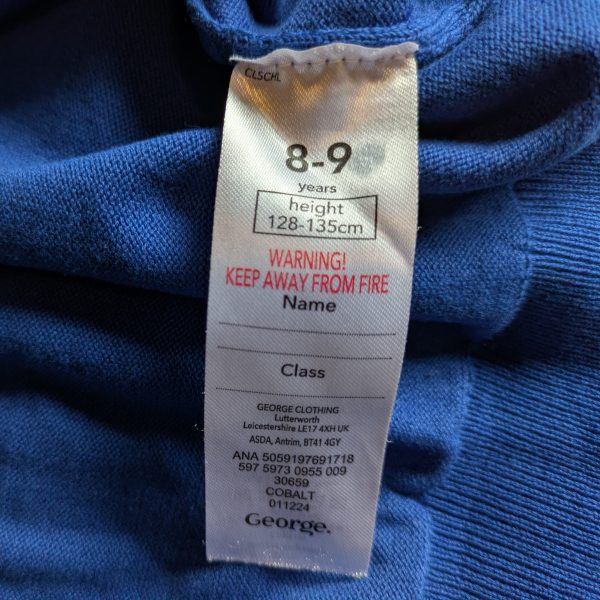 CLSCHL
8-9
years
height
128-135cm
WARNING!
KEEP AWAY FROM FIRE
Name
Class
GEORGE CLOTHING
Lutterworth
Leicestershire LE17 4XH UK
ASDA, Antrim, BT41 4GY
ANA 5059197691718
597 5973 0955 009
30659
COBALT
011224
George.